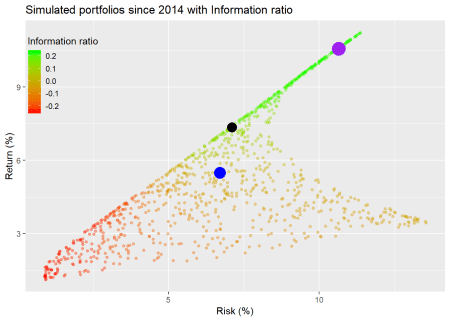 Simulated portfolios since 2014 with Information ratio
Information ratio
0.2
0.1
0.0
-0.1
-0.2
Return (%)
9
6
3
5
10
Risk (%)